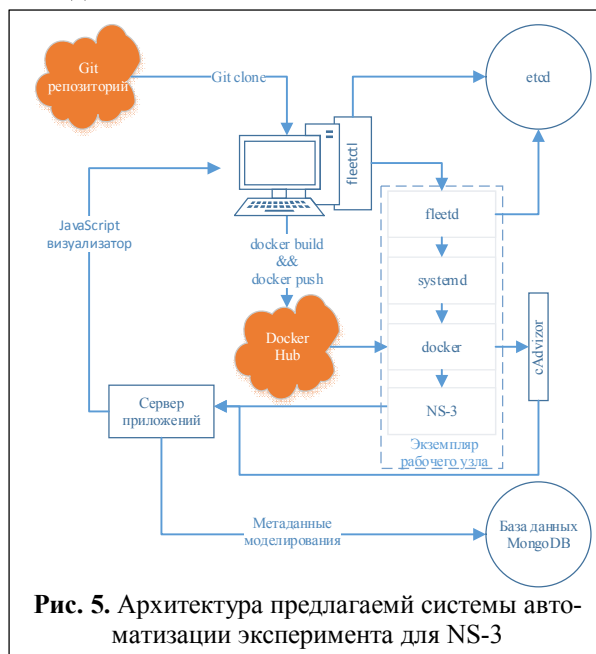 Git
репозиторий
Git clone
etcd
fleetctl
JavaScript
визуализатор
docker build
&&
docker push
fleetd
systemd
docker
NS-3
Docker
Hub
cAdvizor
Сервер
приложений
Экземпляр
рабочего узла
Метаданные
моделирования
База данных
MongoDB
Рис. 5. Архитектура предлагаемй системы авто-
матизации эксперимента для NS-3